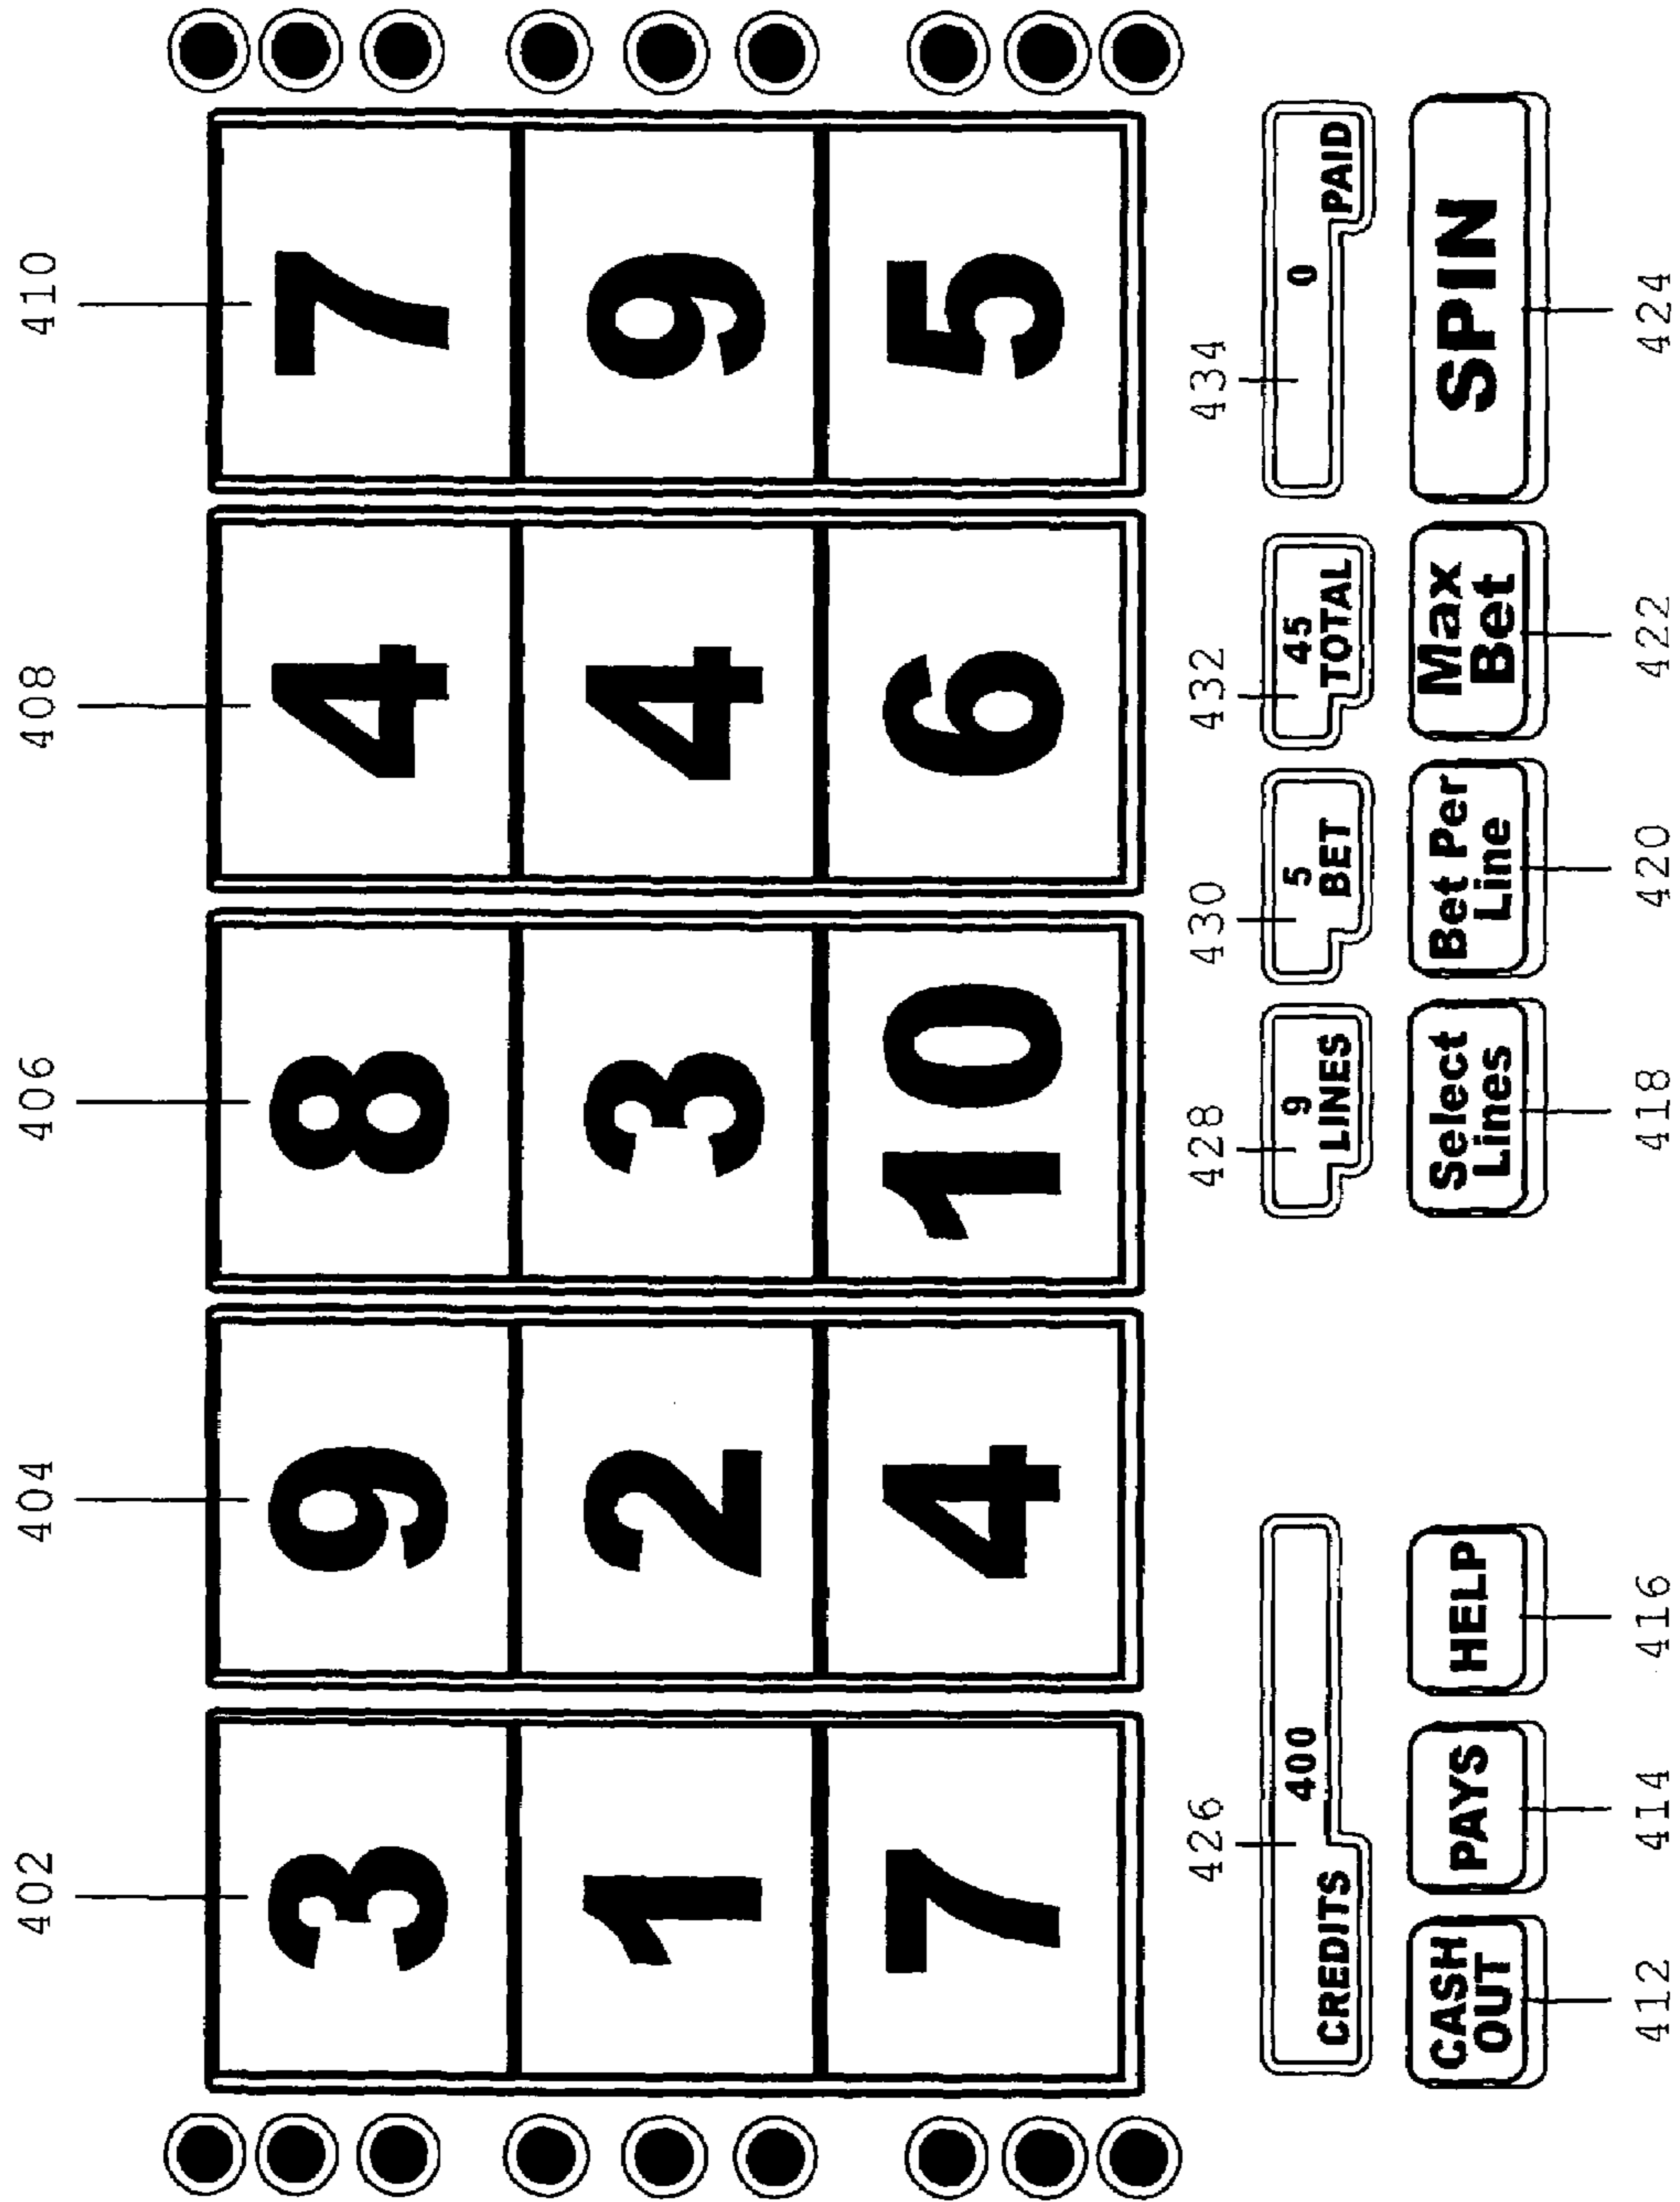 402 404 406 408 410
3 9 8 4 7
1 2 3 4 9
7 4 10 6 5
426 428 430 432 434
400 9 5 45 0
CREDITS LINES BET TOTAL PAID
CASH OUT
PAYS
HELP
Select Lines
Bet Per Line
Max Bet
SPIN
412 414 416 418 420 422 424